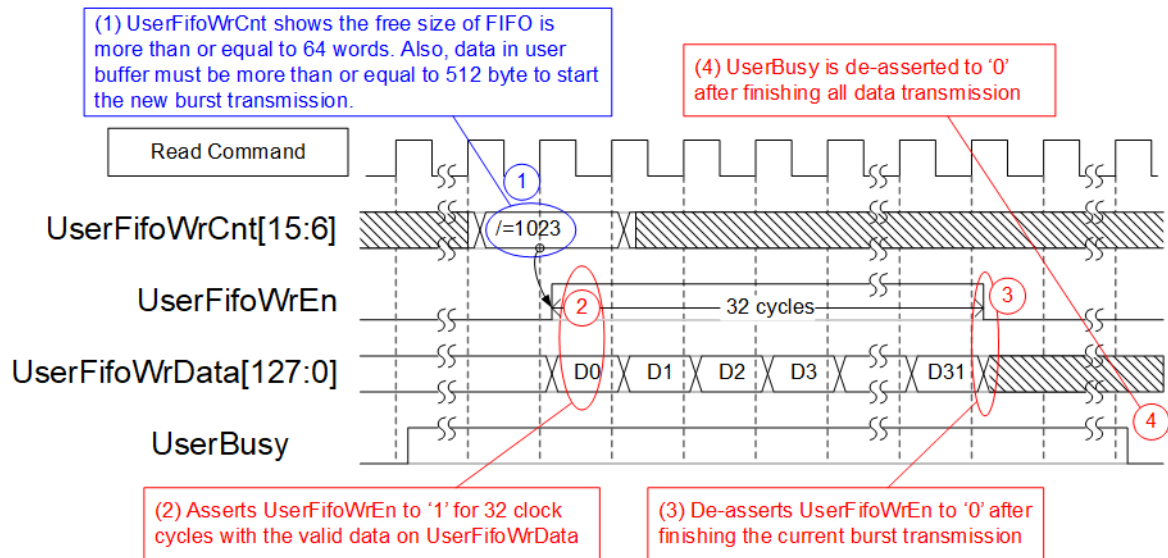 (1) UserFifoWrCnt shows the free size of FIFO is
more than or equal to 64 words. Also, data in user
buffer must be more than or equal to 512 byte to start
the new burst transmission.
(4) UserBusy is de-asserted to ‘0’
after finishing all data transmission
Read Command
1
UserFifoWrCnt[15:6]
/=1023
UserFifoWrEn
2
32 cycles
3
UserFifoWrData[127:0]
D0
D1
D2
D3
D31
4
UserBusy
(2) Asserts UserFifoWrEn to ‘1’ for 32 clock
cycles with the valid data on UserFifoWrData
(3) De-asserts UserFifoWrEn to ‘0’ after
finishing the current burst transmission